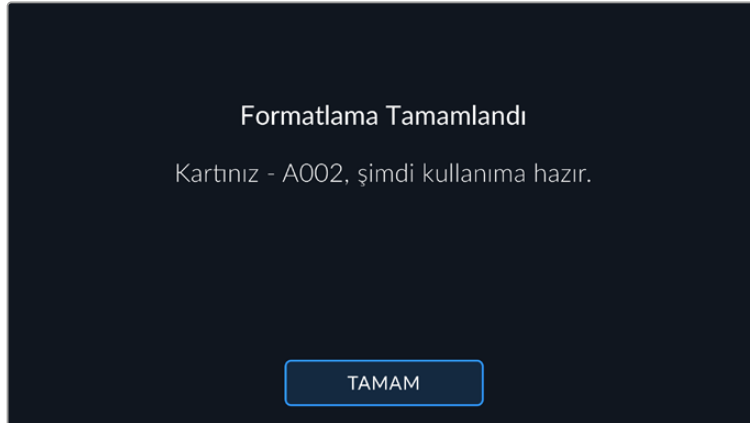 Formatlama Tamamlandı
Kartınız - A002, şimdi kullanıma hazır.
TAMAM